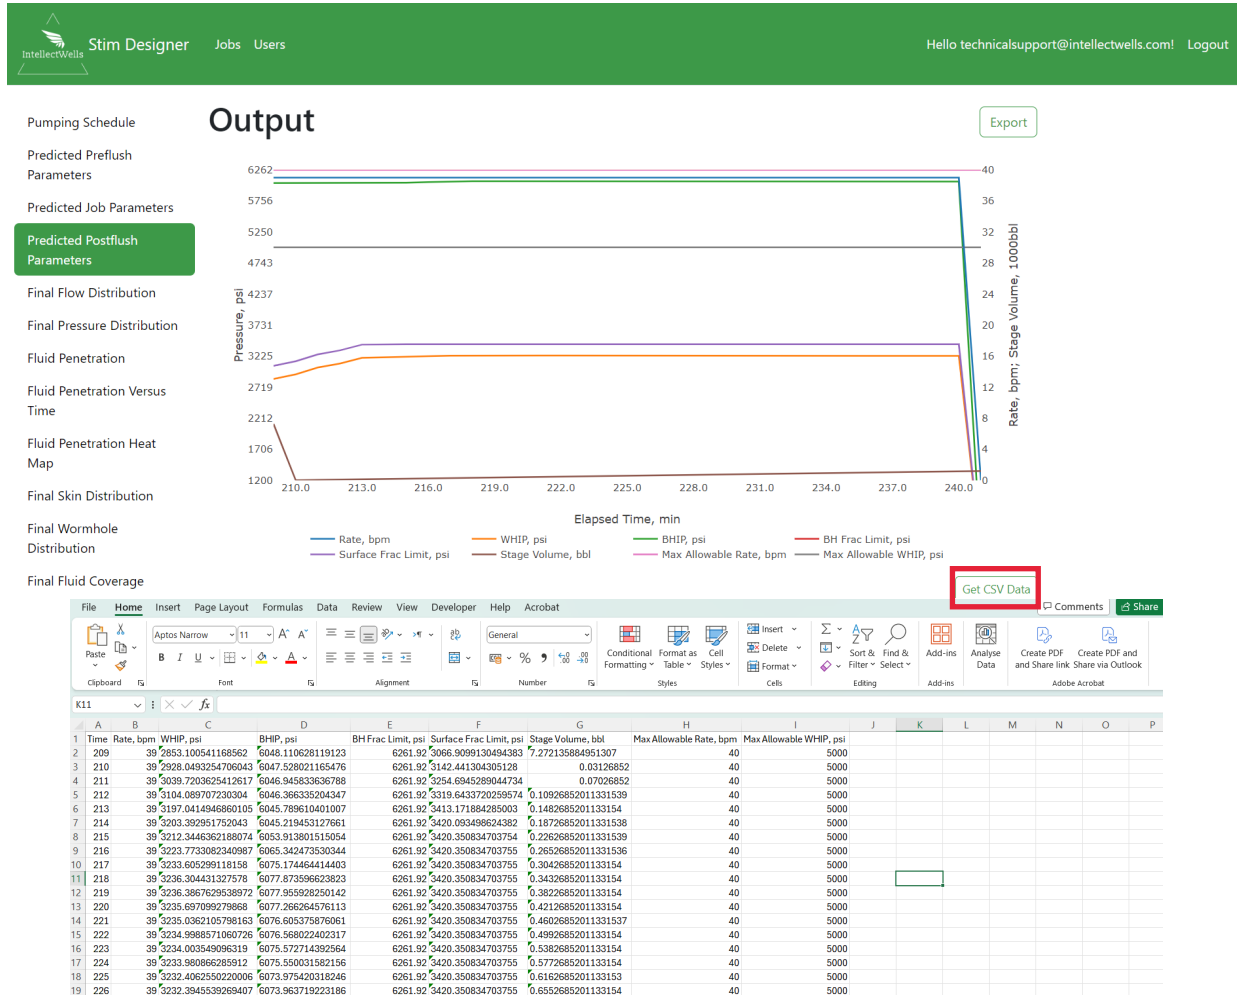 IntellectWells
Stim Designer
Jobs Users
Hello technicalsupport@intellectwells.com! Logout
Pumping Schedule
Predicted Preflush
Parameters
Predicted Job Parameters
Predicted Postflush
Parameters
Final Flow Distribution
Final Pressure Distribution
Fluid Penetration
Fluid Penetration Versus
Time
Fluid Penetration Heat
Map
Final Skin Distribution
Final Wormhole
Distribution
Final Fluid Coverage
Output
Export
6262
5756
5250
4743
4237
3731
3225
2719
2212
1706
1200
Pressure, psi
40
36
32
28
24
20
16
12
8
4
0
Rate, bpm; Stage Volume, 1000bbl
210.0 213.0 216.0 219.0 222.0 225.0 228.0 231.0 234.0 237.0 240.0
Elapsed Time, min
Rate, bpm WHIP, psi BHIP, psi BH Frac Limit, psi
Surface Frac Limit, psi Stage Volume, bbl Max Allowable Rate, bpm Max Allowable WHIP, psi
Get CSV Data
File Home Insert Page Layout Formulas Data Review View Developer Help Acrobat
Comments Share
Paste
Clipboard
Aptos Narrow 11 A A
B I U A
Font
ab
Alignment
General
% 9
Number
Conditional
Formatting
Format as
Table
Cell
Styles
Styles
Insert
Delete
Format
Cells
Sort &
Filter
Find &
Select
Editing
Add-ins
Add-ins
Analyse
Data
Create PDF
and Share link
Create PDF and
Share via Outlook
Adobe Acrobat
K11 fx
A B C D E F G H I J K L M N O P
1 Time Rate, bpm WHIP, psi BHIP, psi BH Frac Limit, psi Surface Frac Limit, psi Stage Volume, bbl Max Allowable Rate, bpm Max Allowable WHIP, psi
2 209 39 2853.100541168562 6048.110628119123 6261.92 3066.9099130494383 7.272135884951307 40 5000
3 210 39 2928.0493254706043 6047.528021165476 6261.92 3142.441304305128 0.03126852 40 5000
4 211 39 3039.7203625412617 6046.945833636788 6261.92 3254.6945289044734 0.07026852 40 5000
5 212 39 3104.089707230304 6046.366335204347 6261.92 3319.6433720259574 0.10926852011331539 40 5000
6 213 39 3197.0414946860105 6045.789610401007 6261.92 3413.171884285003 0.1482685201133154 40 5000
7 214 39 3203.392951752043 6045.219453127661 6261.92 3420.093498624382 0.18726852011331538 40 5000
8 215 39 3212.3446362188074 6053.913801515054 6261.92 3420.350834703754 0.22626852011331539 40 5000
9 216 39 3223.7733082340987 6065.342473530344 6261.92 3420.350834703755 0.26526852011331536 40 5000
10 217 39 3233.605299118158 6075.174464414403 6261.92 3420.350834703755 0.3042685201133154 40 5000
11 218 39 3236.304431327578 6077.873596623823 6261.92 3420.350834703755 0.3432685201133154 40 5000
12 219 39 3236.3867629538972 6077.955928250142 6261.92 3420.350834703755 0.3822685201133154 40 5000
13 220 39 3235.697099279868 6077.266264576113 6261.92 3420.350834703755 0.4212685201133154 40 5000
14 221 39 3235.0362105798163 6076.605375876061 6261.92 3420.350834703755 0.46026852011331537 40 5000
15 222 39 3234.9988571060726 6076.568022402317 6261.92 3420.350834703755 0.4992685201133154 40 5000
16 223 39 3234.003549096319 6075.572714392564 6261.92 3420.350834703755 0.5382685201133154 40 5000
17 224 39 3233.980866285912 6075.550031582156 6261.92 3420.350834703755 0.5772685201133154 40 5000
18 225 39 3232.4062550220006 6073.975420318246 6261.92 3420.350834703755 0.6162685201133153 40 5000
19 226 39 3232.3945539269407 6073.963719223186 6261.92 3420.350834703755 0.6552685201133154 40 5000